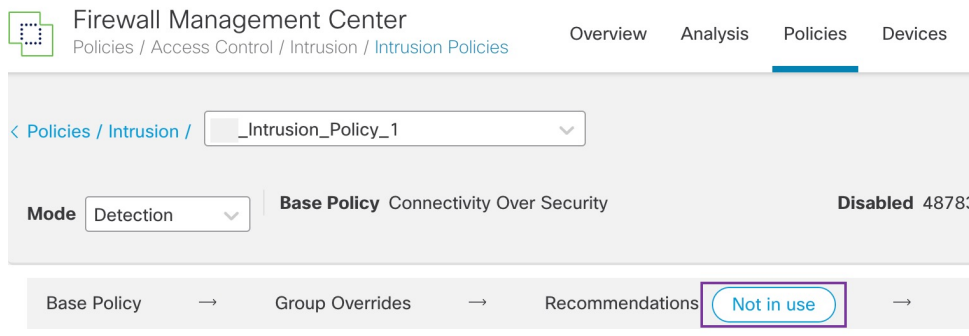 Firewall Management Center
Policies / Access Control / Intrusion / Intrusion Policies
Overview Analysis Policies Devices
< Policies / Intrusion / _Intrusion_Policy_1
Mode Detection Base Policy Connectivity Over Security Disabled 48783
Base Policy → Group Overrides → Recommendations Not in use →